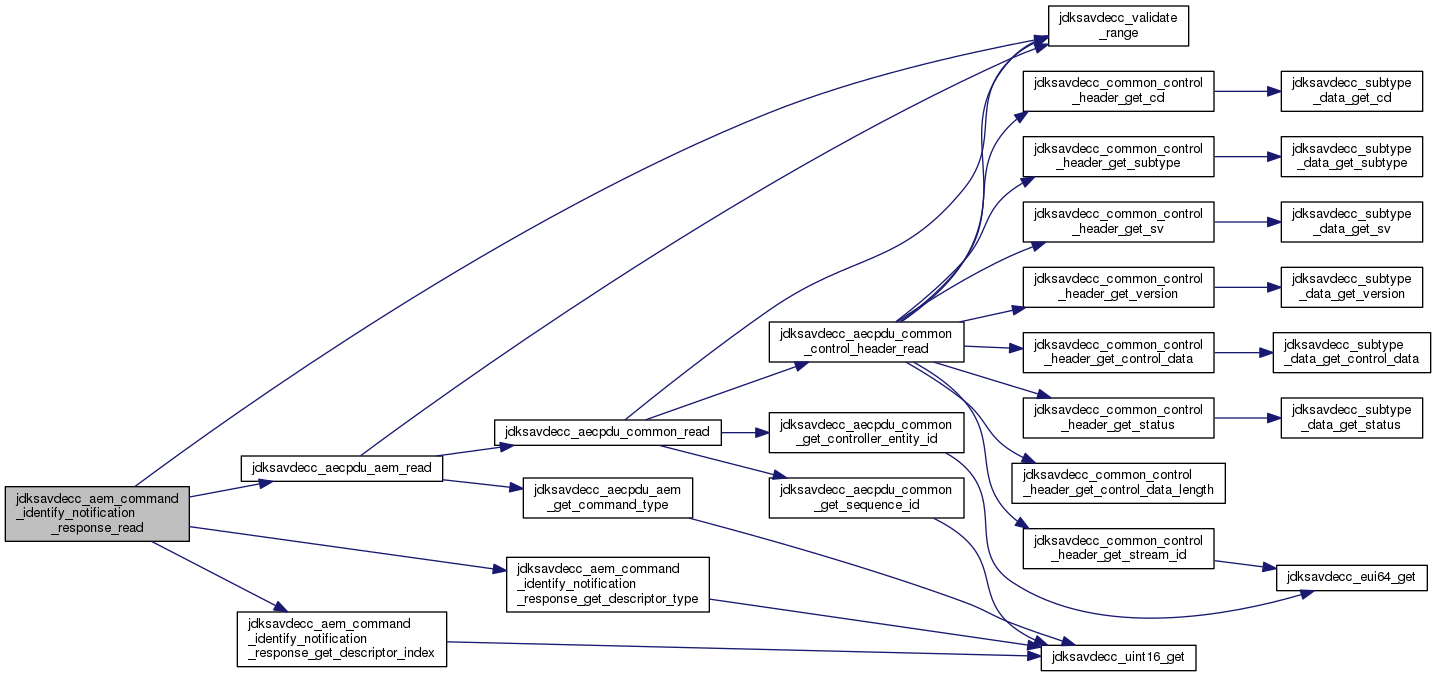 jdksavdecc_aem_command
_identify_notification
_response_read
jdksavdecc_aecpdu_aem_read
jdksavdecc_aem_command
_identify_notification
_response_get_descriptor_index
jdksavdecc_aecpdu_common_read
jdksavdecc_aecpdu_aem
_get_command_type
jdksavdecc_aem_command
_identify_notification
_response_get_descriptor_type
jdksavdecc_aecpdu_common
_control_header_read
jdksavdecc_aecpdu_common
_get_controller_entity_id
jdksavdecc_aecpdu_common
_get_sequence_id
jdksavdecc_validate
_range
jdksavdecc_common_control
_header_get_cd
jdksavdecc_common_control
_header_get_subtype
jdksavdecc_common_control
_header_get_sv
jdksavdecc_common_control
_header_get_version
jdksavdecc_common_control
_header_get_control_data
jdksavdecc_common_control
_header_get_status
jdksavdecc_common_control
_header_get_control_data_length
jdksavdecc_common_control
_header_get_stream_id
jdksavdecc_uint16_get
jdksavdecc_subtype
_data_get_cd
jdksavdecc_subtype
_data_get_subtype
jdksavdecc_subtype
_data_get_sv
jdksavdecc_subtype
_data_get_version
jdksavdecc_subtype
_data_get_control_data
jdksavdecc_subtype
_data_get_status
jdksavdecc_eui64_get